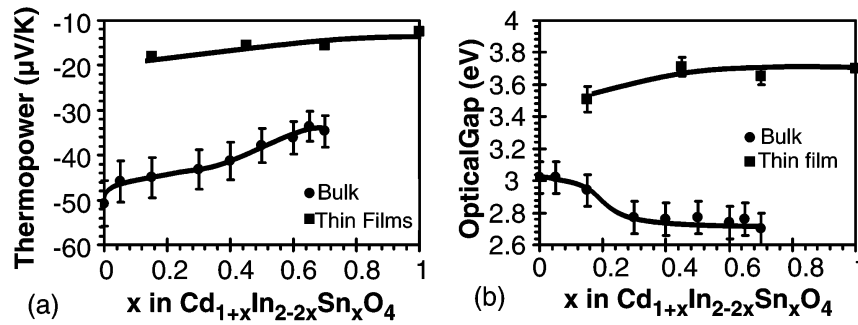 -10
-20
-30
-40
-50
-60
Thermopower (µV/K)
Bulk
Thin Films
0 0.2 0.4 0.6 0.8 1
x in Cd₁₊ₓIn₂₋₂ₓSnₓO₄
(a)
4
3.8
3.6
3.4
3.2
3
2.8
2.6
OpticalGap (eV)
Bulk
Thin film
0 0.2 0.4 0.6 0.8 1
x in Cd₁₊ₓIn₂₋₂ₓSnₓO₄
(b)